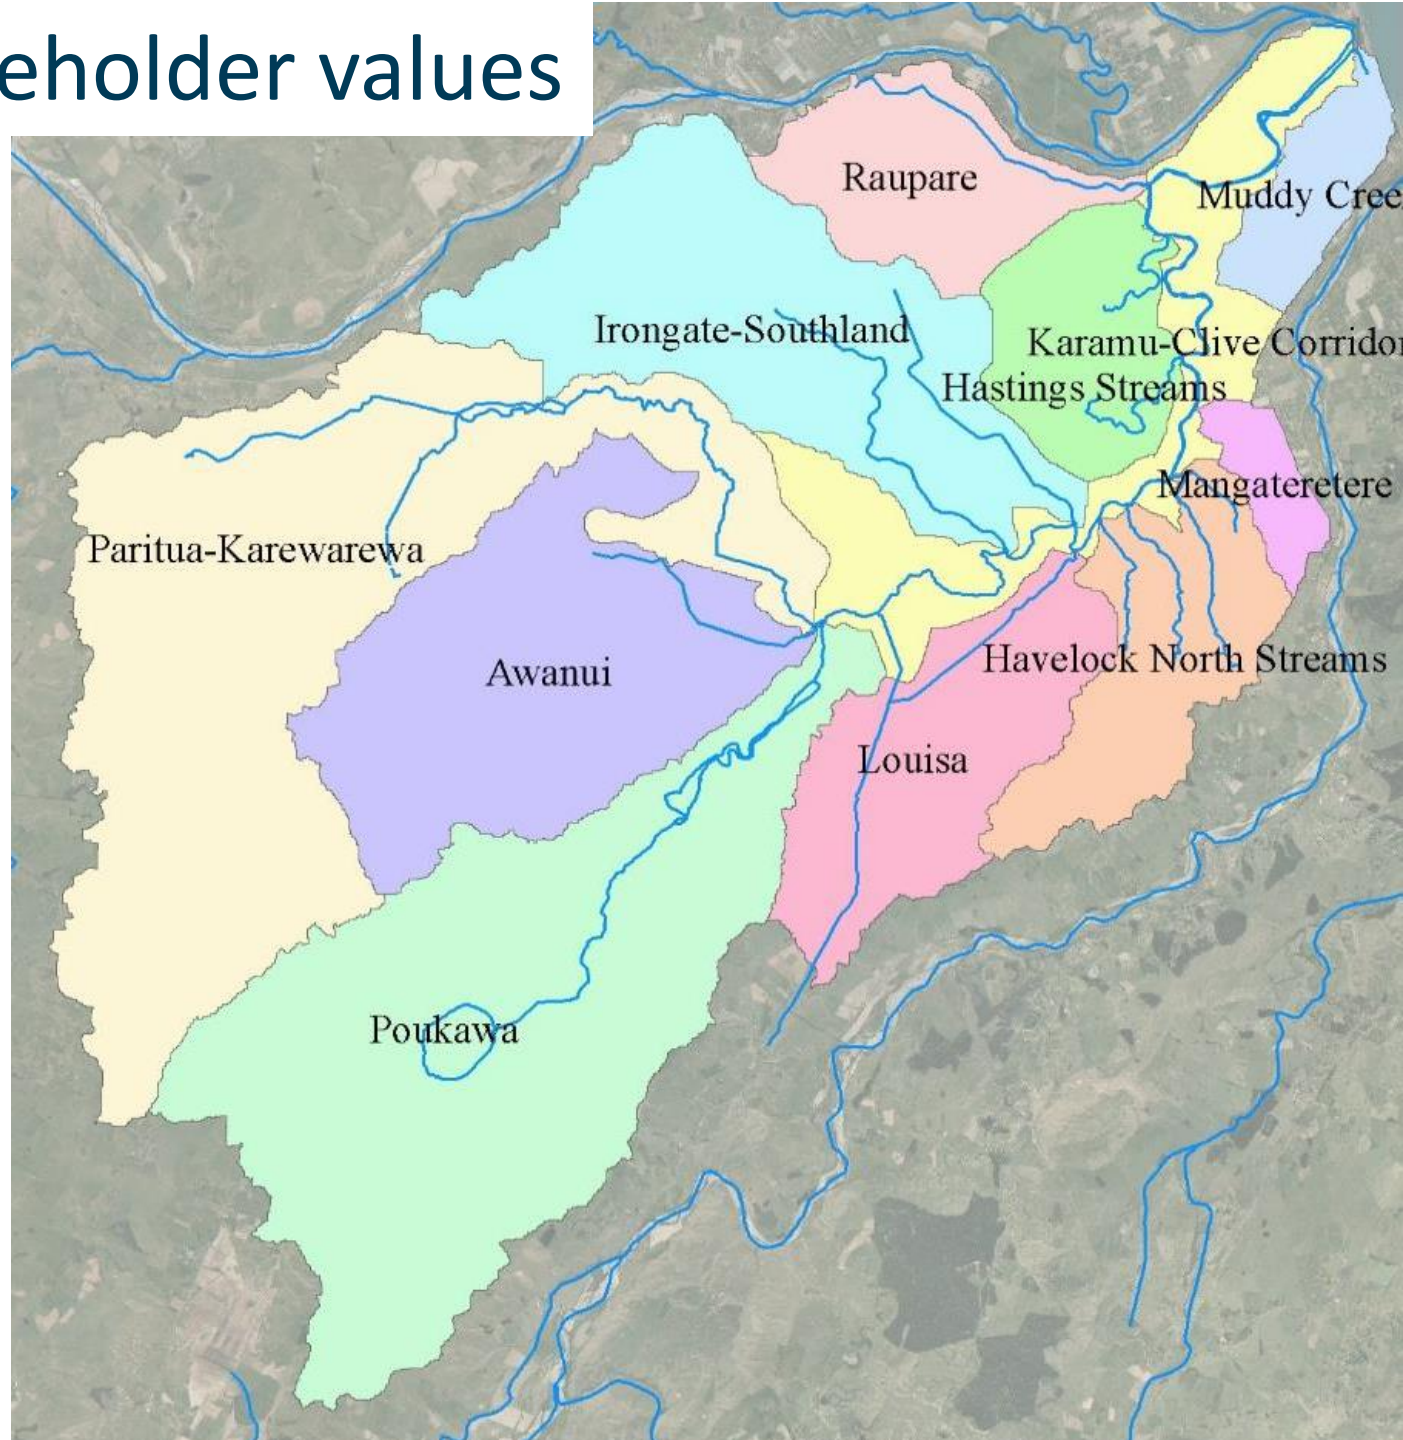 eholder values
Raupare
Muddy Cree
Irongate-Southland
Karamu-Clive Corridor
Hastings Streams
Mangateretere
Paritua-Karewarewa
Havelock North Streams
Awanui
Louisa
Poukawa